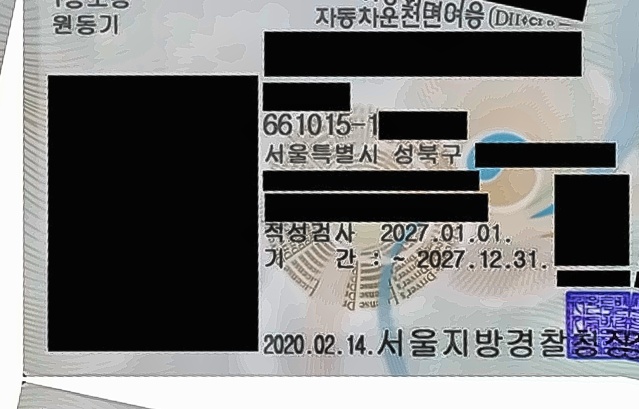 원동기
자동차운전면허증
661015-1
서울특별시 성북구
적성검사 2027.01.01.
기 간 : ~ 2027.12.31.
2020.02.14. 서울지방경찰청장